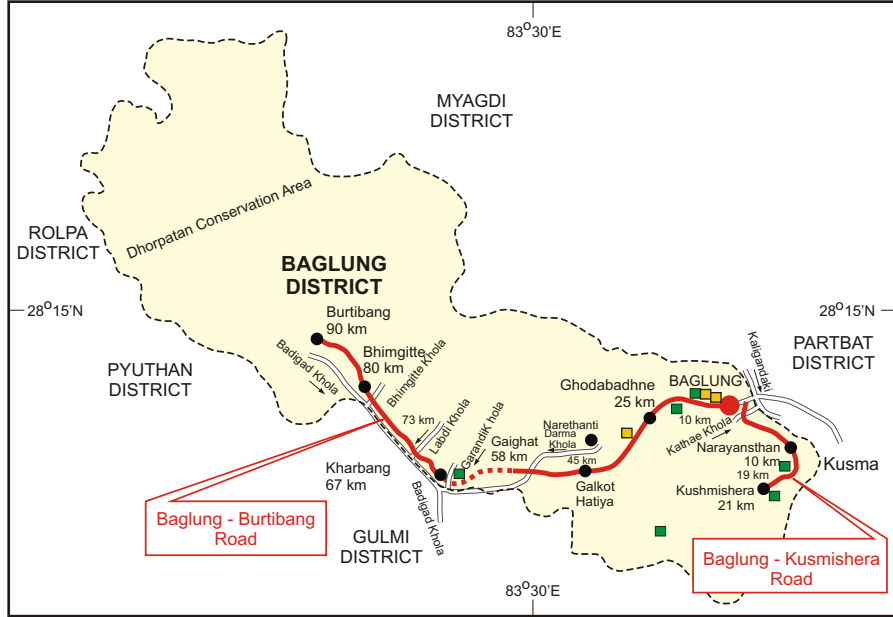 83°30'E
MYAGDI
DISTRICT
Dhorpatan Conservation Area
ROLPA
DISTRICT
BAGLUNG
DISTRICT
28°15'N
28°15'N
Burtibang
90 km
PYUTHAN
DISTRICT
Badigad Khola
Bhimgitte
80 km
Bhimgitte Khola
Kaligandaki
PARTBAT
DISTRICT
Ghodabadhne
25 km
BAGLUNG
10 km
Kathae Khola
73 km
Labdi Khola
GarandiK hola
Narethanti
Darma
Khola
Gaighat
58 km
45 km
Narayansthan
10 km
19 km
Kusma
Kharbang
67 km
Galkot
Hatiya
Kushmishera
21 km
Badigad Khola
Baglung - Burtibang
Road
GULMI
DISTRICT
Baglung - Kusmishera
Road
83°30'E